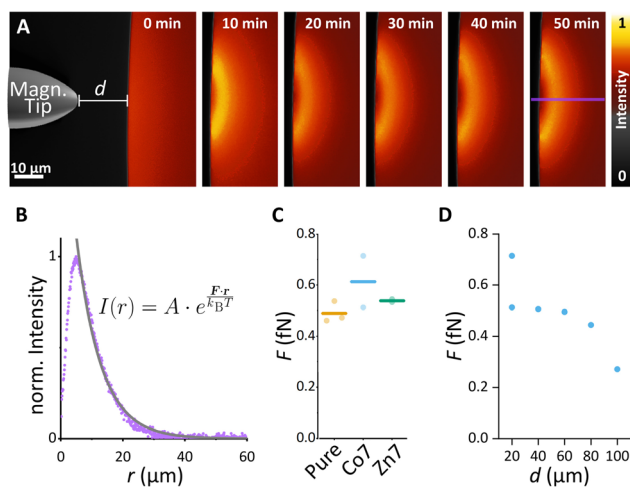 A
0 min
10 min
20 min
30 min
40 min
50 min
Magn.
Tip
d
10 µm
1
Intensity
0
B
1
norm. Intensity
0
I(r) = A · e^(F·r / k_B T)
0 20 40 60
r (µm)
C
0.8
0.6
0.4
0.2
0.0
F (fN)
Pure
Co7
Zn7
D
0.8
0.6
0.4
0.2
0.0
F (fN)
20 40 60 80 100
d (µm)